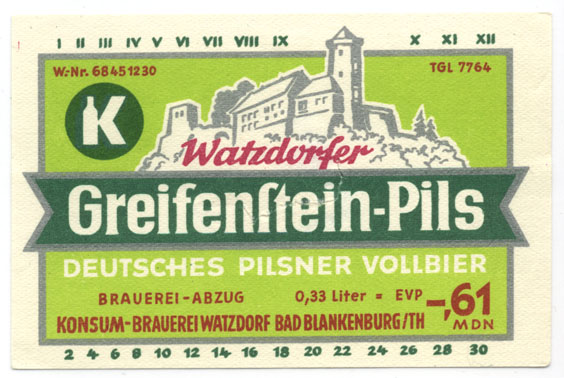 I II III IV V VI VII VIII IX X XI XII
W.-Nr. 68451230 TGL 7764
K
Watzdorfer
Greifenſtein-Pils
DEUTSCHES PILSNER VOLLBIER
BRAUEREI-ABZUG 0,33 Liter = EVP -,61
KONSUM-BRAUEREI WATZDORF BAD BLANKENBURG/TH MDN
2 4 6 8 10 12 14 16 18 20 22 24 26 28 30